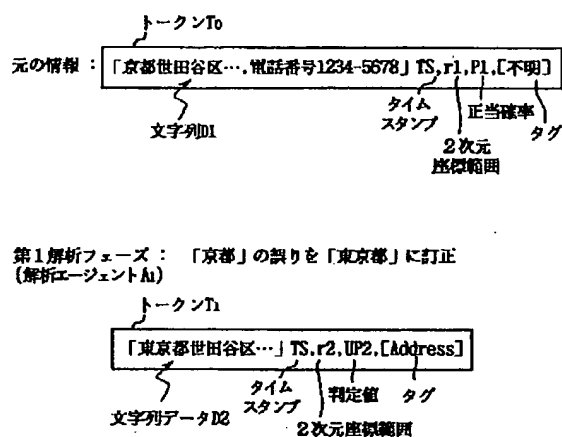 トークンT0
元の情報 : 「京都世田谷区…,電話番号1234-5678」TS,r1,P1,[不明]
文字列D1
タイムスタンプ
2次元座標範囲
正当確率
タグ
第1解析フェーズ : 「京都」の誤りを「東京都」に訂正
(解析エージェントA1)
トークンT1
「東京都世田谷区…」TS,r2,UP2,[Address]
文字列データD2
タイムスタンプ
2次元座標範囲
判定値
タグ